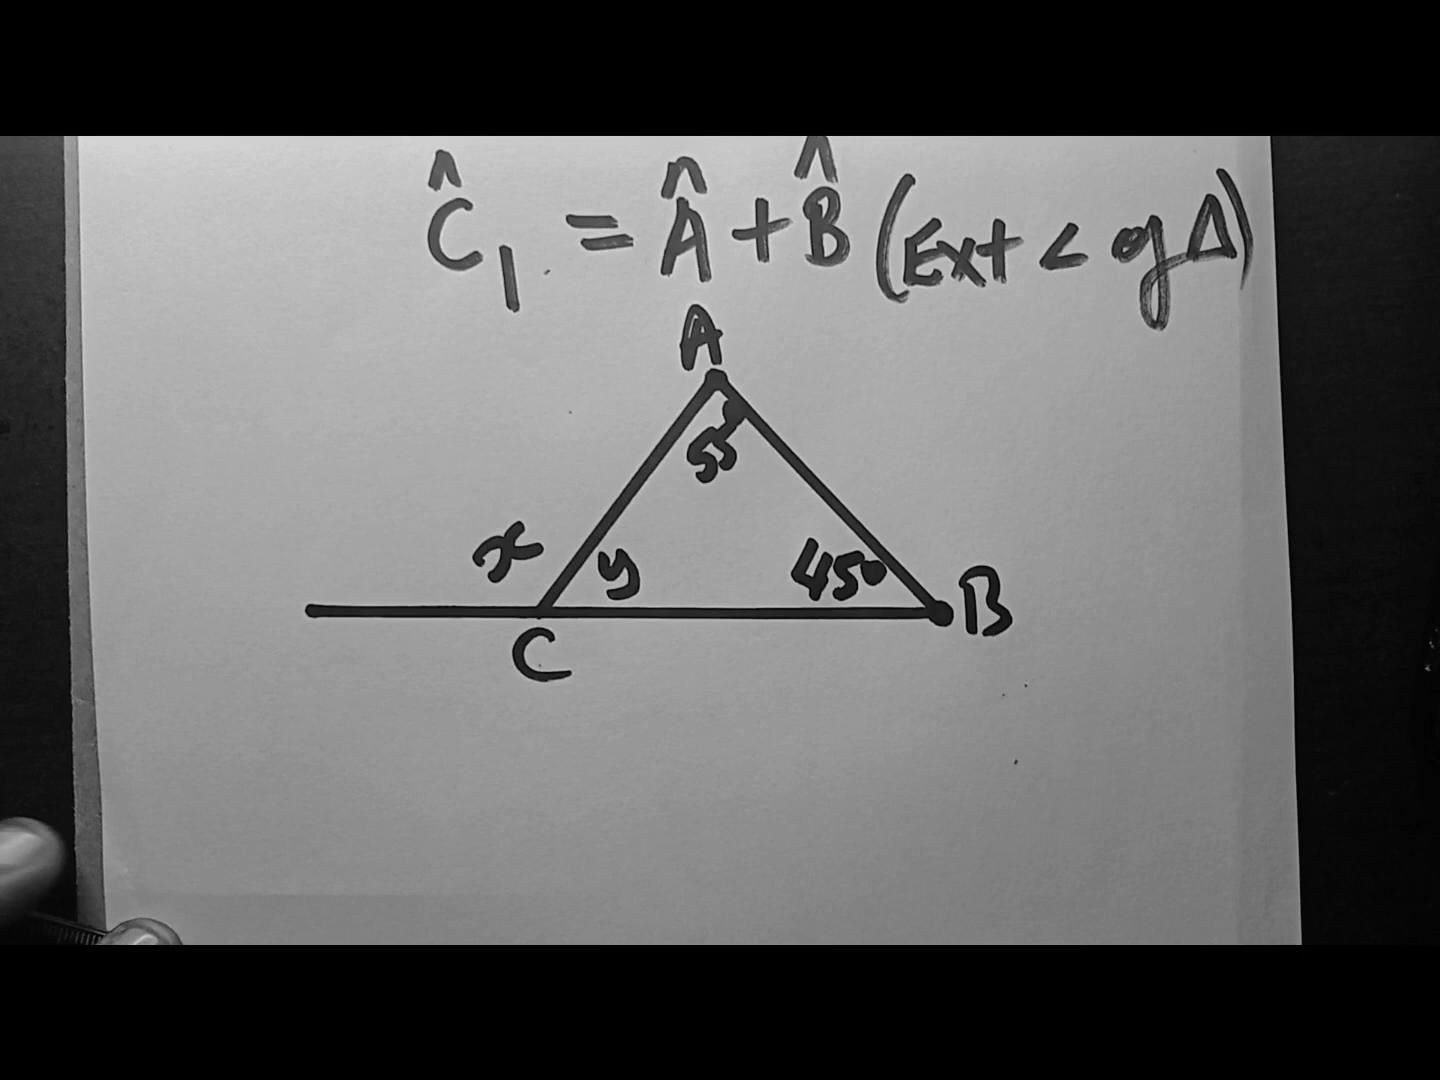 Ĉ₁ = Â + B̂ (Ext < of Δ)
A
55°
x y 45° B
C